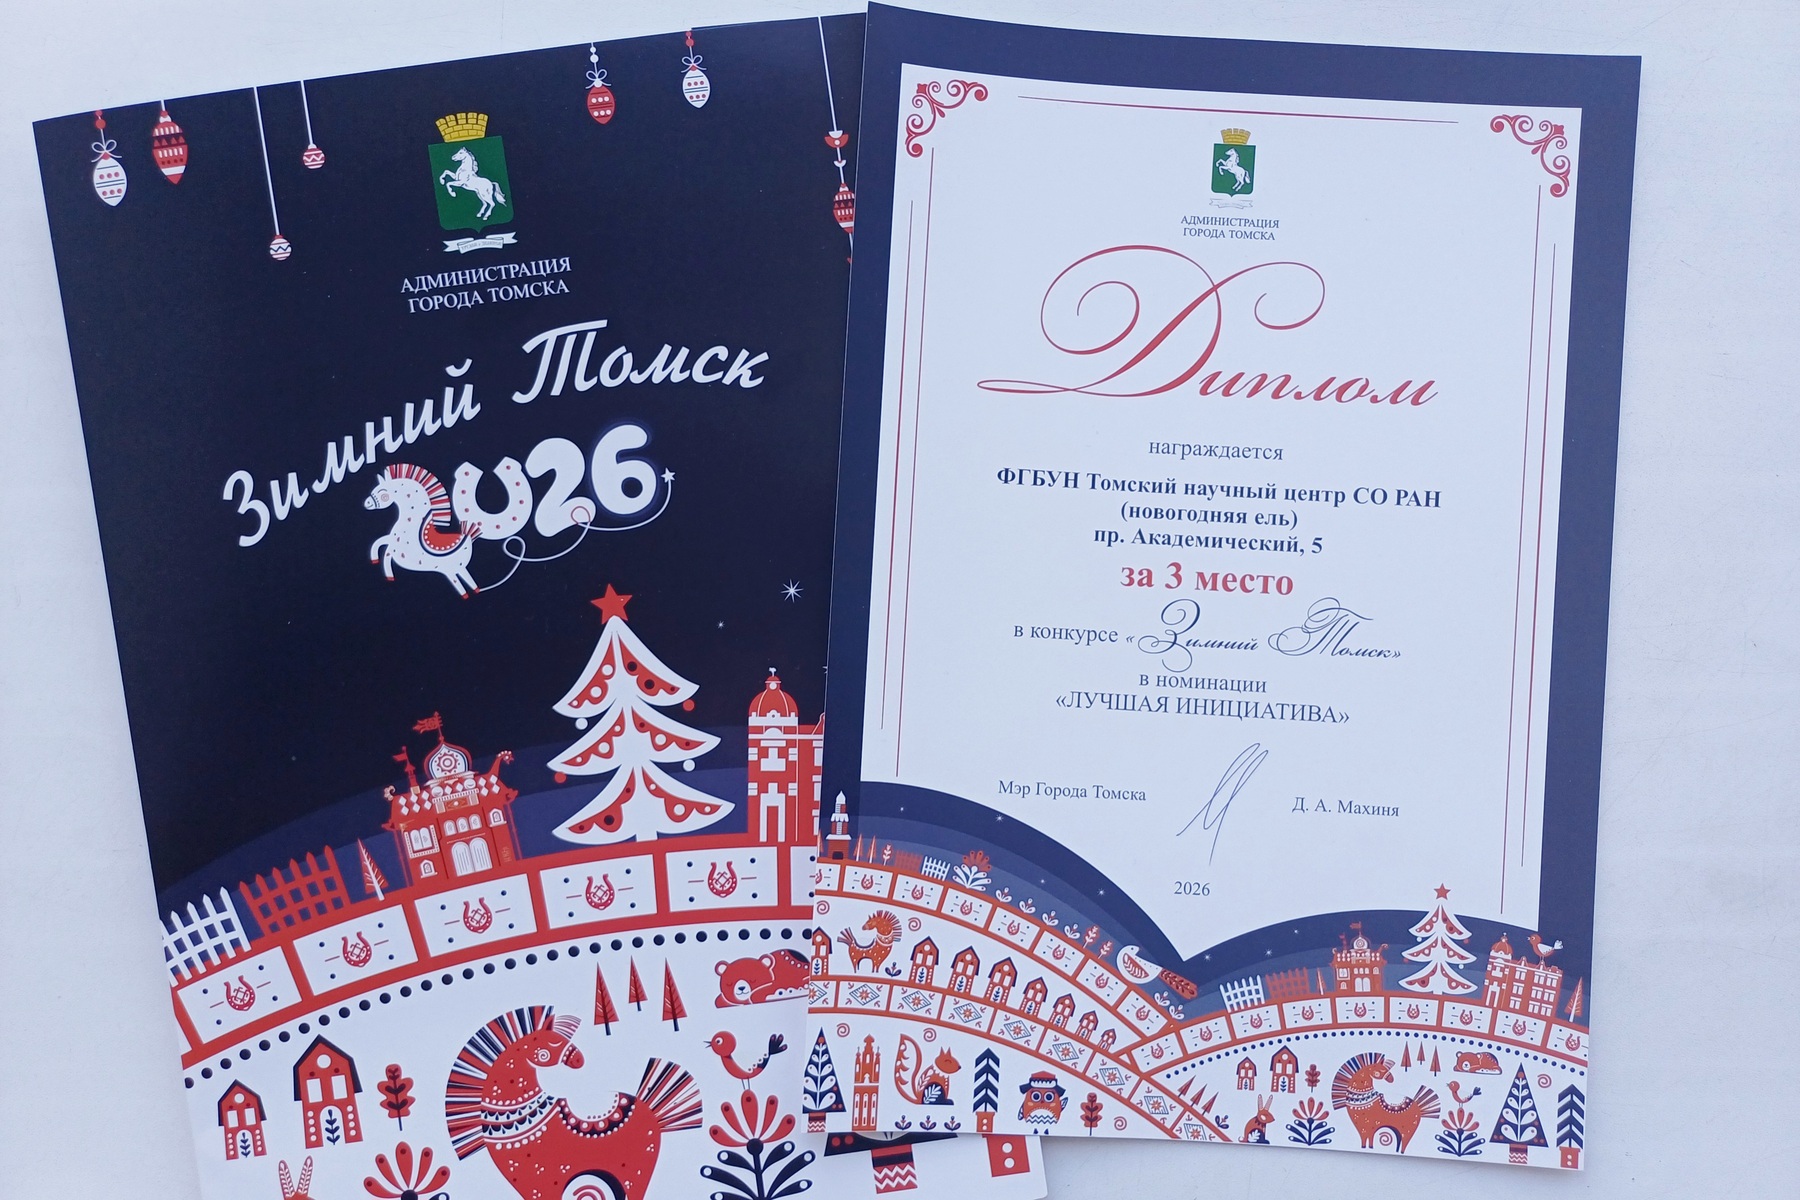 АДМИНИСТРАЦИЯ
ГОРОДА ТОМСКА
Зимний Томск
2026
АДМИНИСТРАЦИЯ
ГОРОДА ТОМСКА
Диплом
награждается
ФГБУН Томский научный центр СО РАН
(новогодняя ель)
пр. Академический, 5
за 3 место
в конкурсе «Зимний Томск»
в номинации
«ЛУЧШАЯ ИНИЦИАТИВА»
Мэр Города Томска
Д. А. Махиня
2026